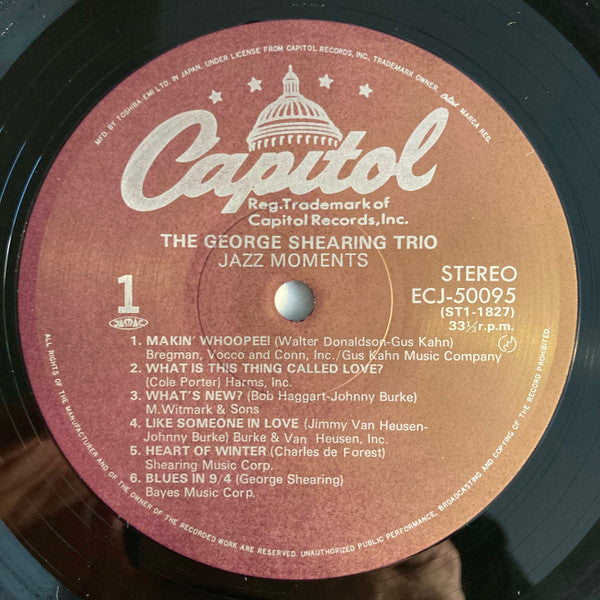 MFD. BY TOSHIBA-EMI LTD. IN JAPAN. UNDER LICENSE FROM CAPITOL RECORDS, INC. TRADEMARK OWNER. Capitol MARCA REG.
Capitol
Reg.Trademark of
Capitol Records,Inc.
THE GEORGE SHEARING TRIO
JAZZ MOMENTS
1
JASRAC
STEREO
ECJ-50095
(ST1-1827)
33⅓r.p.m.
1. MAKIN' WHOOPEE! (Walter Donaldson-Gus Kahn)
Bregman, Vocco and Conn, Inc./Gus Kahn Music Company
2. WHAT IS THIS THING CALLED LOVE?
(Cole Porter) Harms, Inc.
3. WHAT'S NEW? (Bob Haggart-Johnny Burke)
M.Witmark & Sons
4. LIKE SOMEONE IN LOVE (Jimmy Van Heusen-
Johnny Burke) Burke & Van Heusen, Inc.
5. HEART OF WINTER (Charles de Forest)
Shearing Music Corp.
6. BLUES IN 9/4 (George Shearing)
Bayes Music Corp.
ALL RIGHTS OF THE MANUFACTURER AND OF THE OWNER OF THE RECORDED WORK ARE RESERVED. UNAUTHORIZED PUBLIC PERFORMANCE, BROADCASTING AND COPYING OF THE RECORD PROHIBITED.